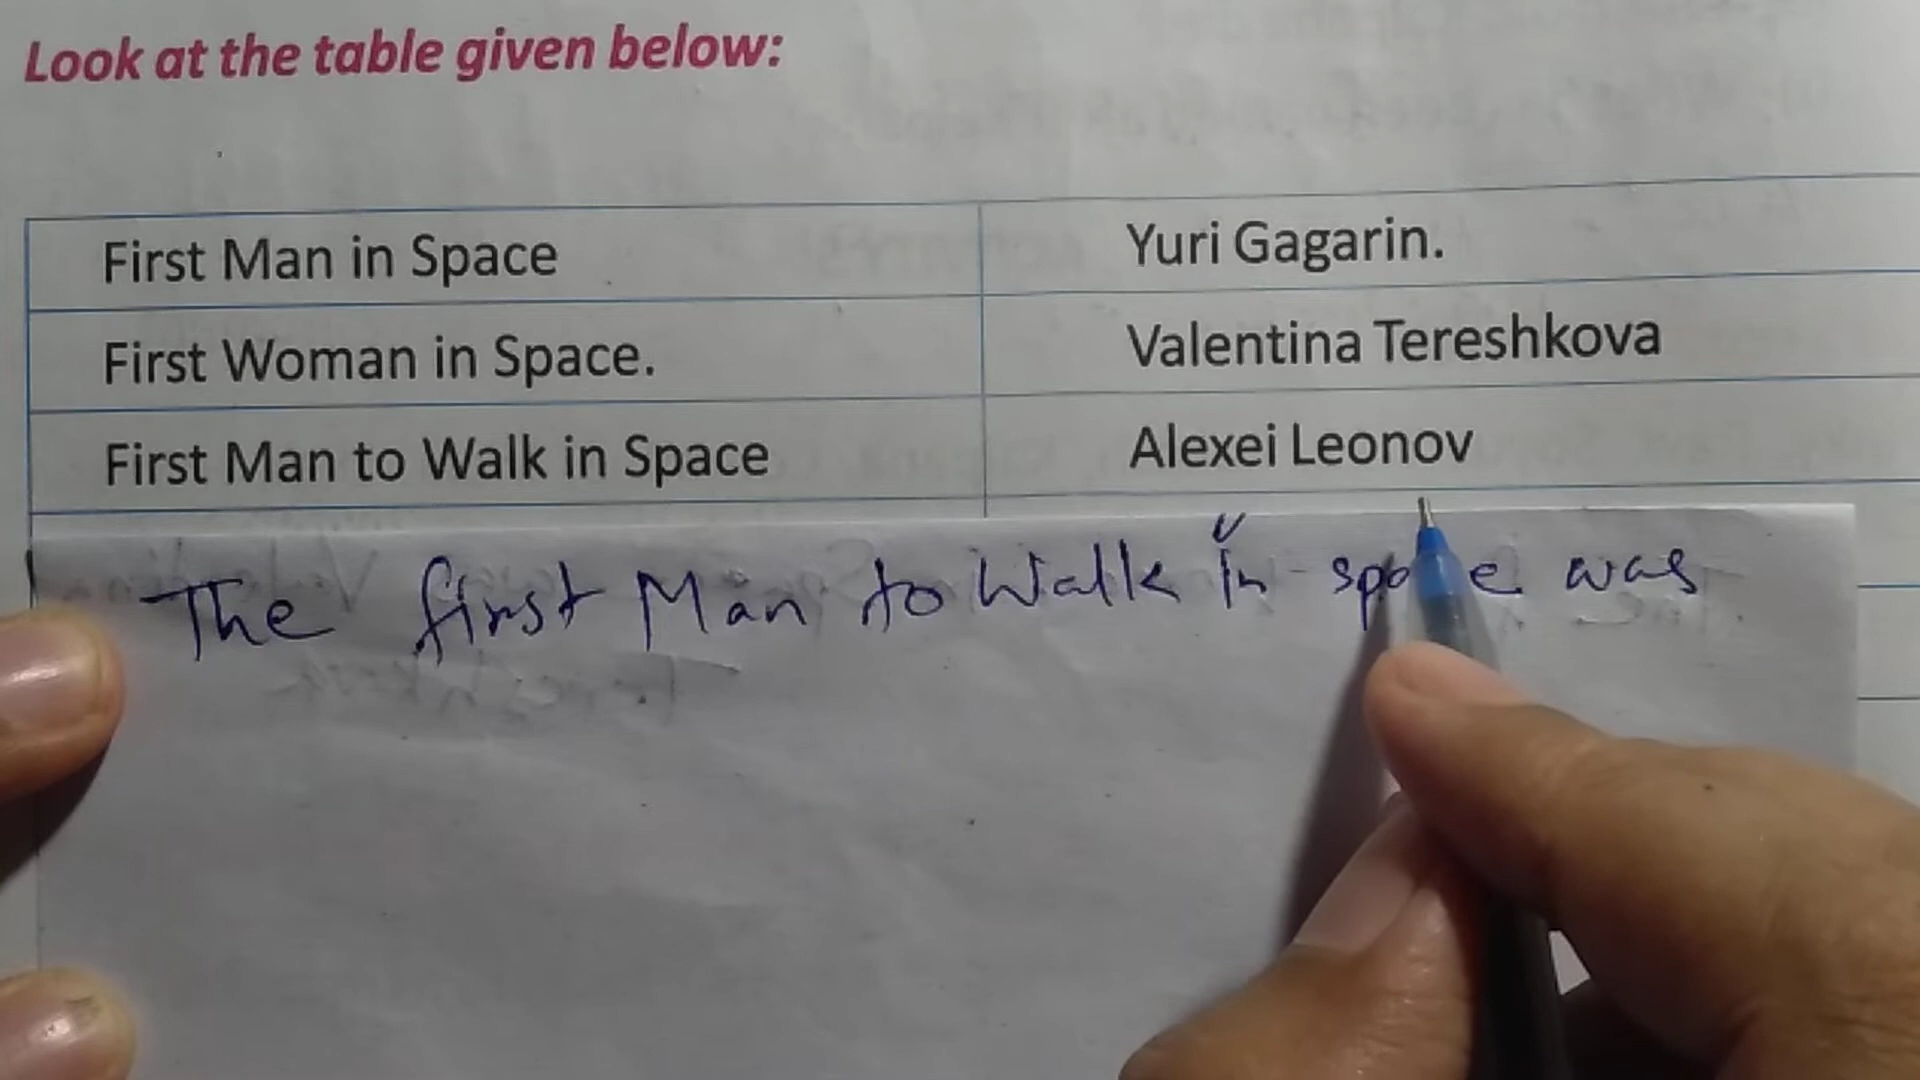 Look at the table given below:
First Man in Space Yuri Gagarin.
First Woman in Space. Valentina Tereshkova
First Man to Walk in Space Alexei Leonov
The first Man to Walk in space was